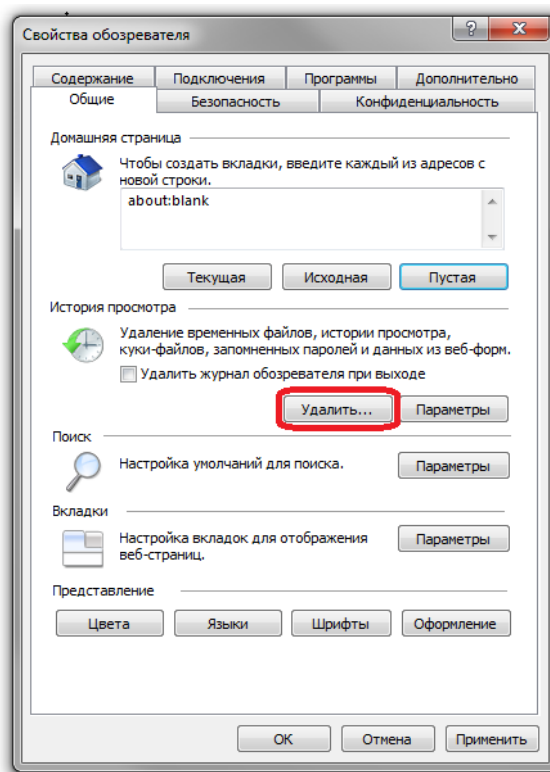 Свойства обозревателя
? X
Содержание Подключения Программы Дополнительно
Общие Безопасность Конфиденциальность
Домашняя страница
Чтобы создать вкладки, введите каждый из адресов с
новой строки.
about:blank
Текущая Исходная Пустая
История просмотра
Удаление временных файлов, истории просмотра,
куки-файлов, запомненных паролей и данных из веб-форм.
Удалить журнал обозревателя при выходе
Удалить... Параметры
Поиск
Настройка умолчаний для поиска.
Параметры
Вкладки
Настройка вкладок для отображения
веб-страниц.
Параметры
Представление
Цвета Языки Шрифты Оформление
ОК Отмена Применить